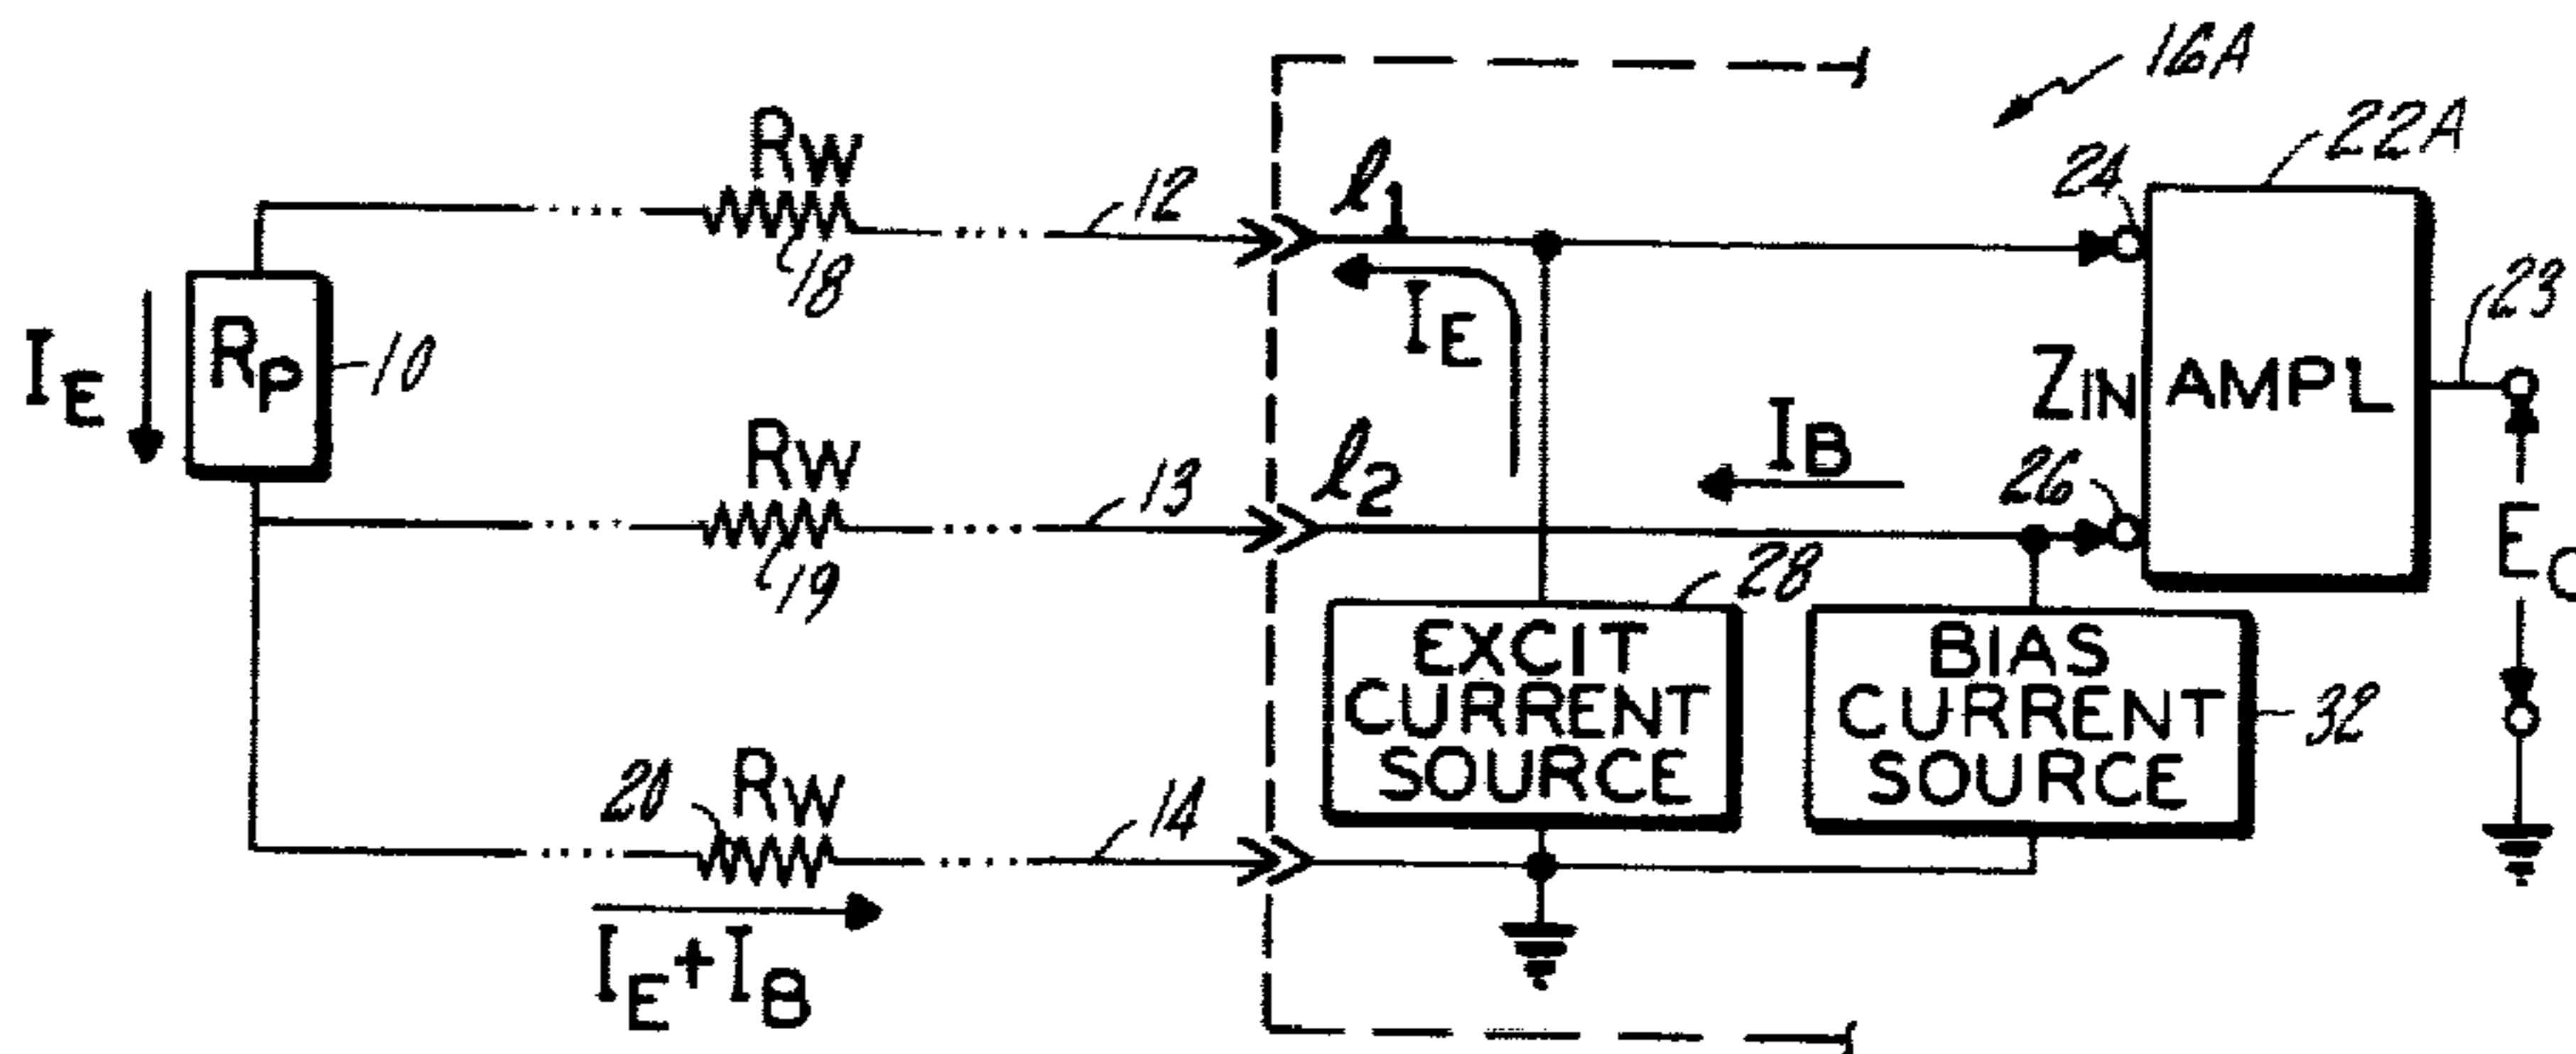 16A
RW
12
l1
24
22A
18
23
IE
RP
10
IE
ZIN
AMPL
RW
13
l2
IB
26
19
28
EO
EXCIT
CURRENT
SOURCE
BIAS
CURRENT
SOURCE
32
20
RW
14
IE+IB